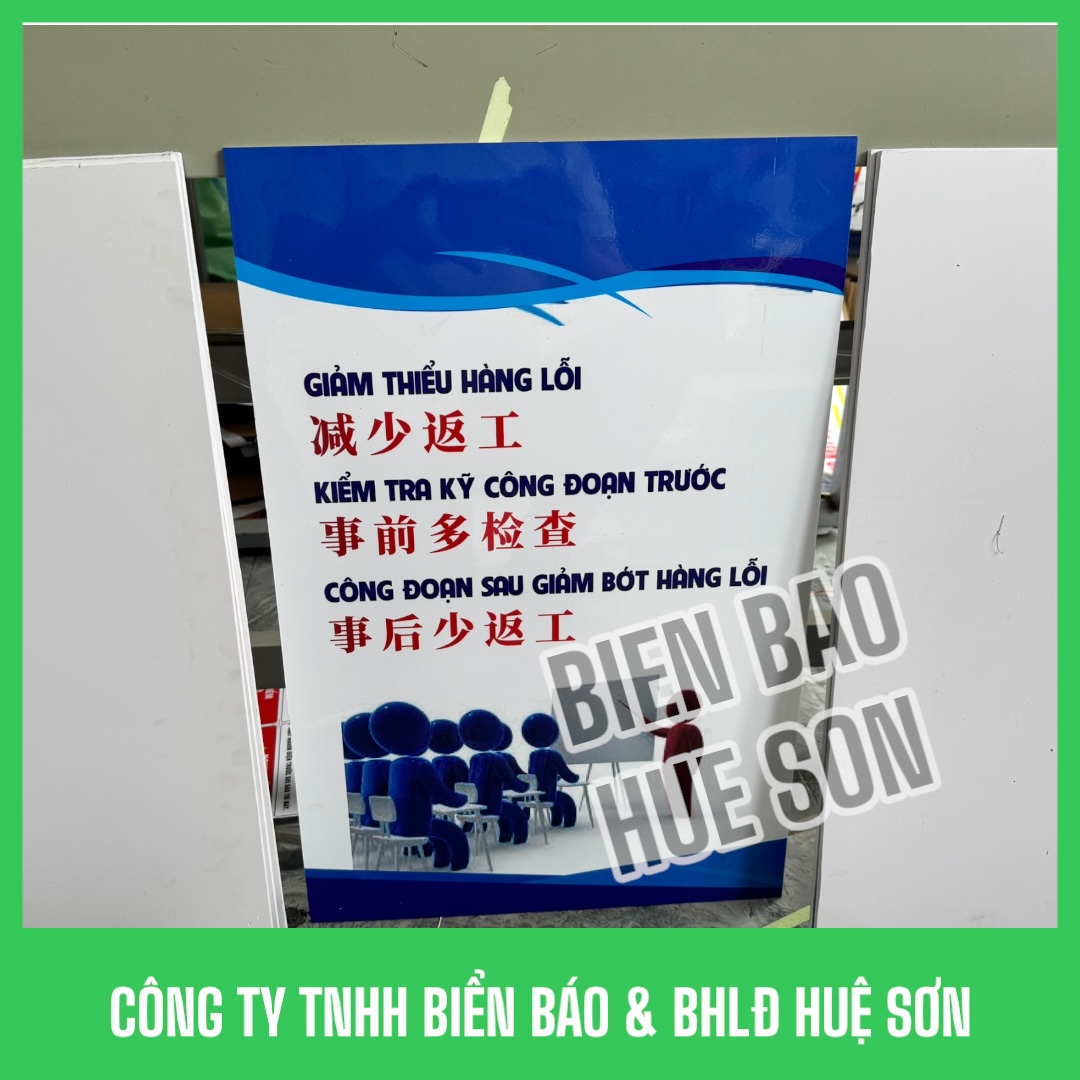 GIẢM THIỂU HÀNG LỖI
减少返工
KIỂM TRA KỸ CÔNG ĐOẠN TRƯỚC
事前多检查
CÔNG ĐOẠN SAU GIẢM BỚT HÀNG LỖI
事后少返工
BIEN BAO
HUE SON
CÔNG TY TNHH BIỂN BÁO & BHLĐ HUỆ SƠN